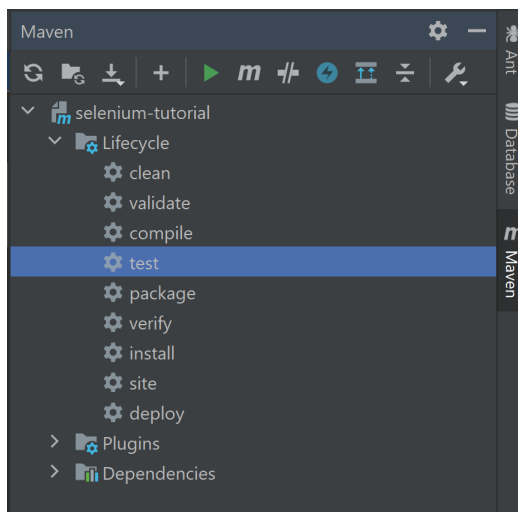 Maven
m
selenium-tutorial
Lifecycle
clean
validate
compile
test
package
verify
install
site
deploy
Plugins
Dependencies
Ant
Database
Maven